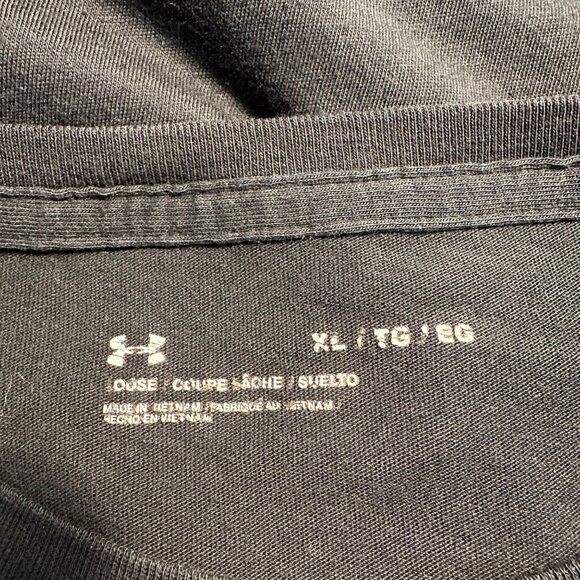 XL / TG / EG
LOOSE / COUPE LÂCHE / SUELTO
MADE IN VIETNAM / FABRIQUÉ AU VIETNAM /
HECHO EN VIETNAM